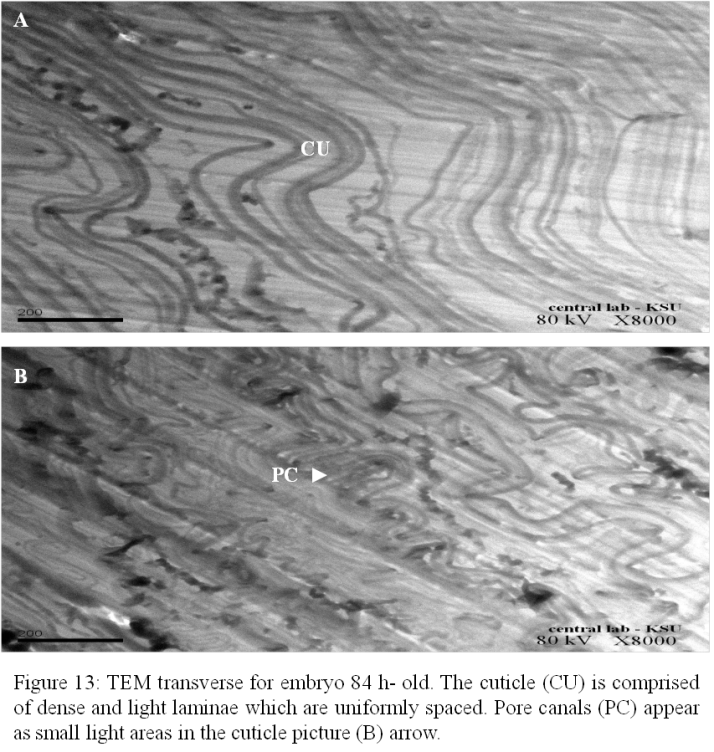 A
CU
200
central lab - KSU
80 kV X8000
B
PC
200
central lab - KSU
80 kV X8000
Figure 13: TEM transverse for embryo 84 h- old. The cuticle (CU) is comprised
of dense and light laminae which are uniformly spaced. Pore canals (PC) appear
as small light areas in the cuticle picture (B) arrow.